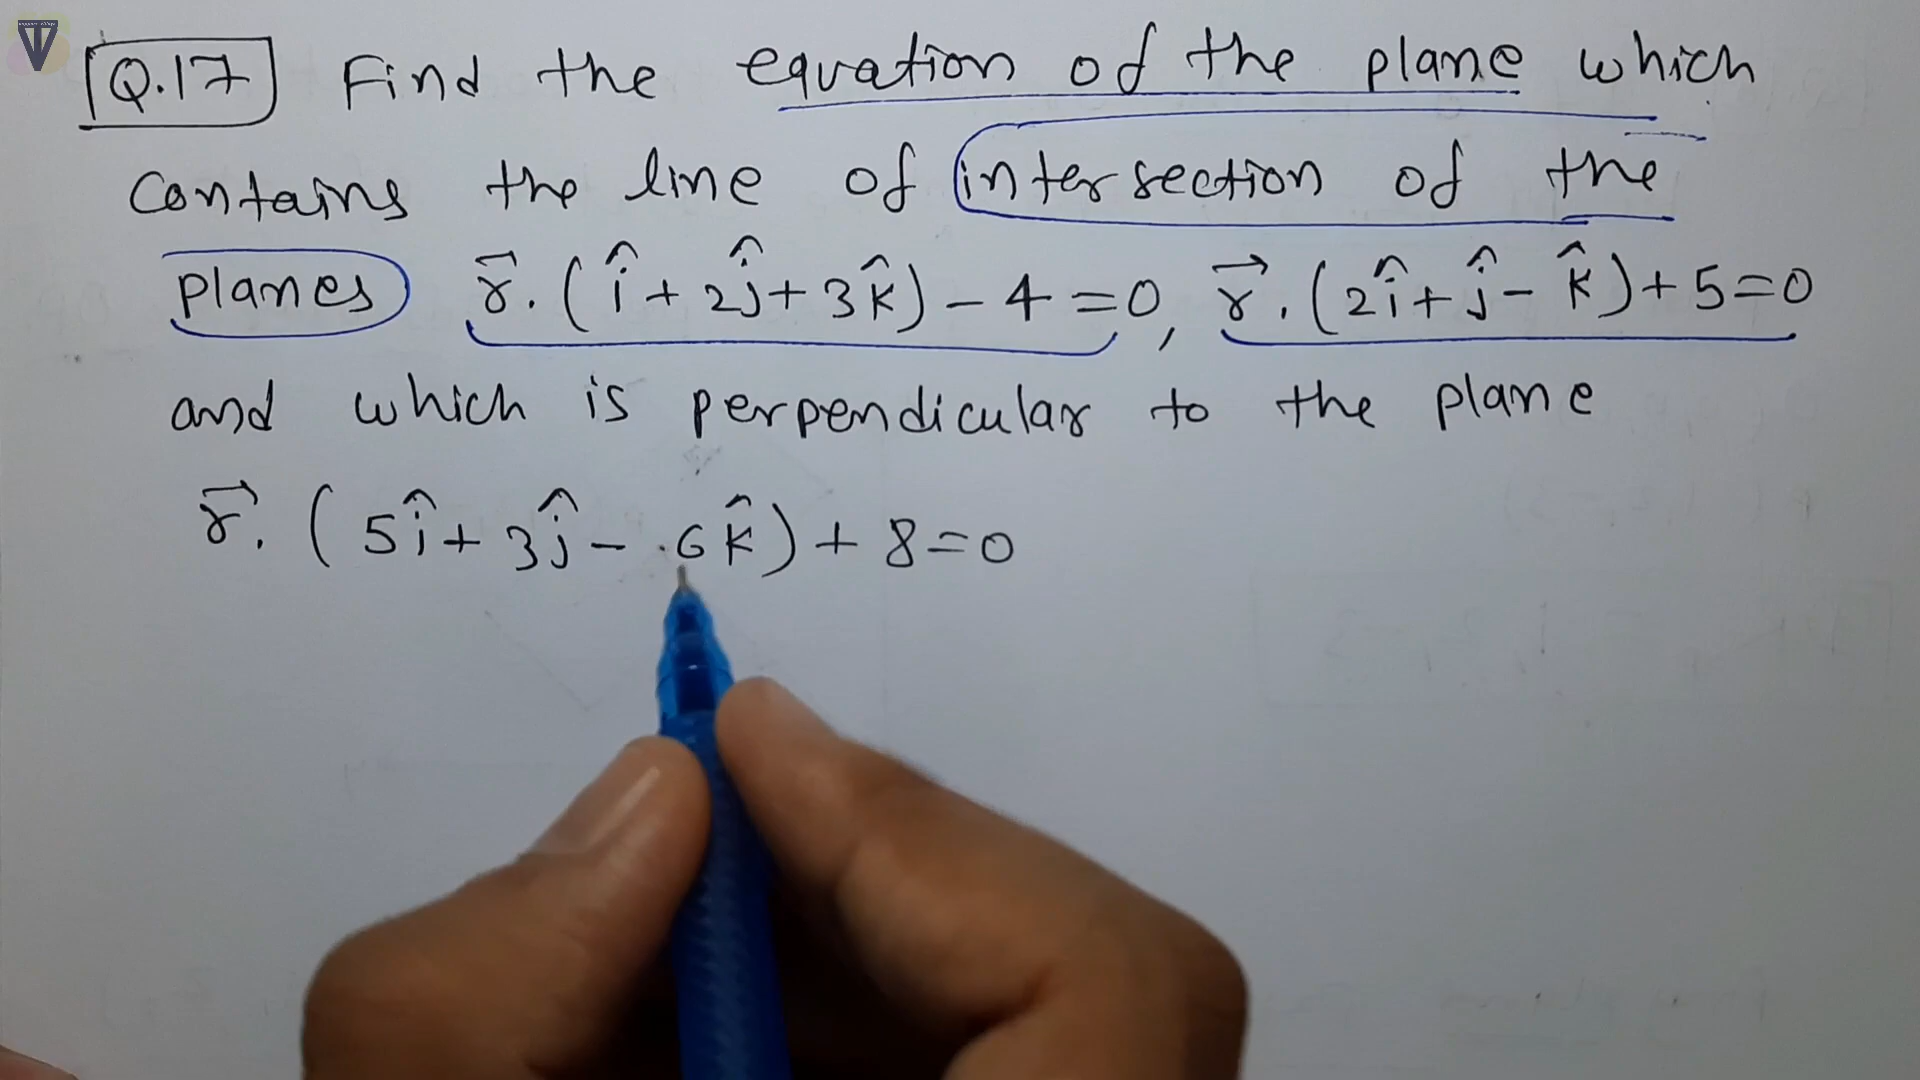 Q.17 Find the equation of the plane which
contains the line of intersection of the
planes r⃗.(î+2ĵ+3k̂)-4=0, r⃗.(2î+ĵ-k̂)+5=0
and which is perpendicular to the plane
r⃗.(5î+3ĵ-6k̂)+8=0